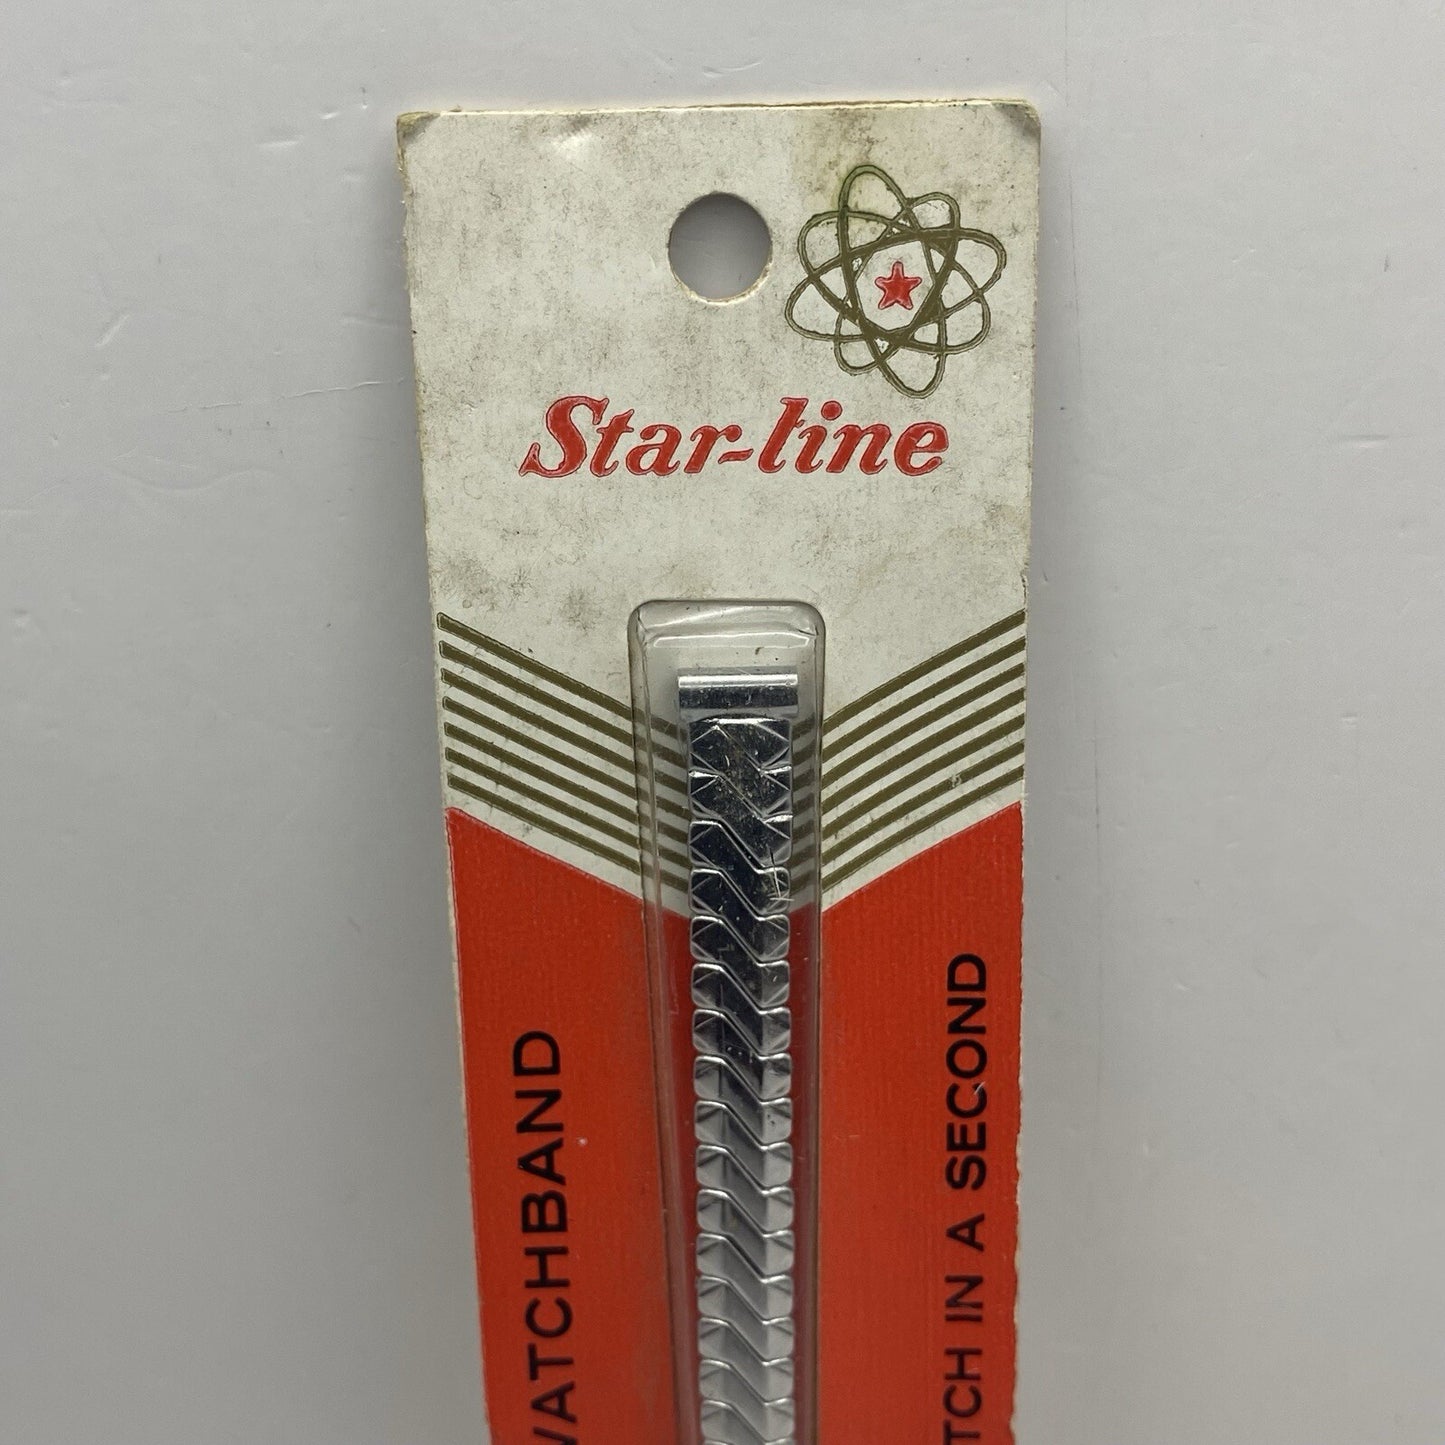 Star-line
WATCHBAND
TCH IN A SECOND